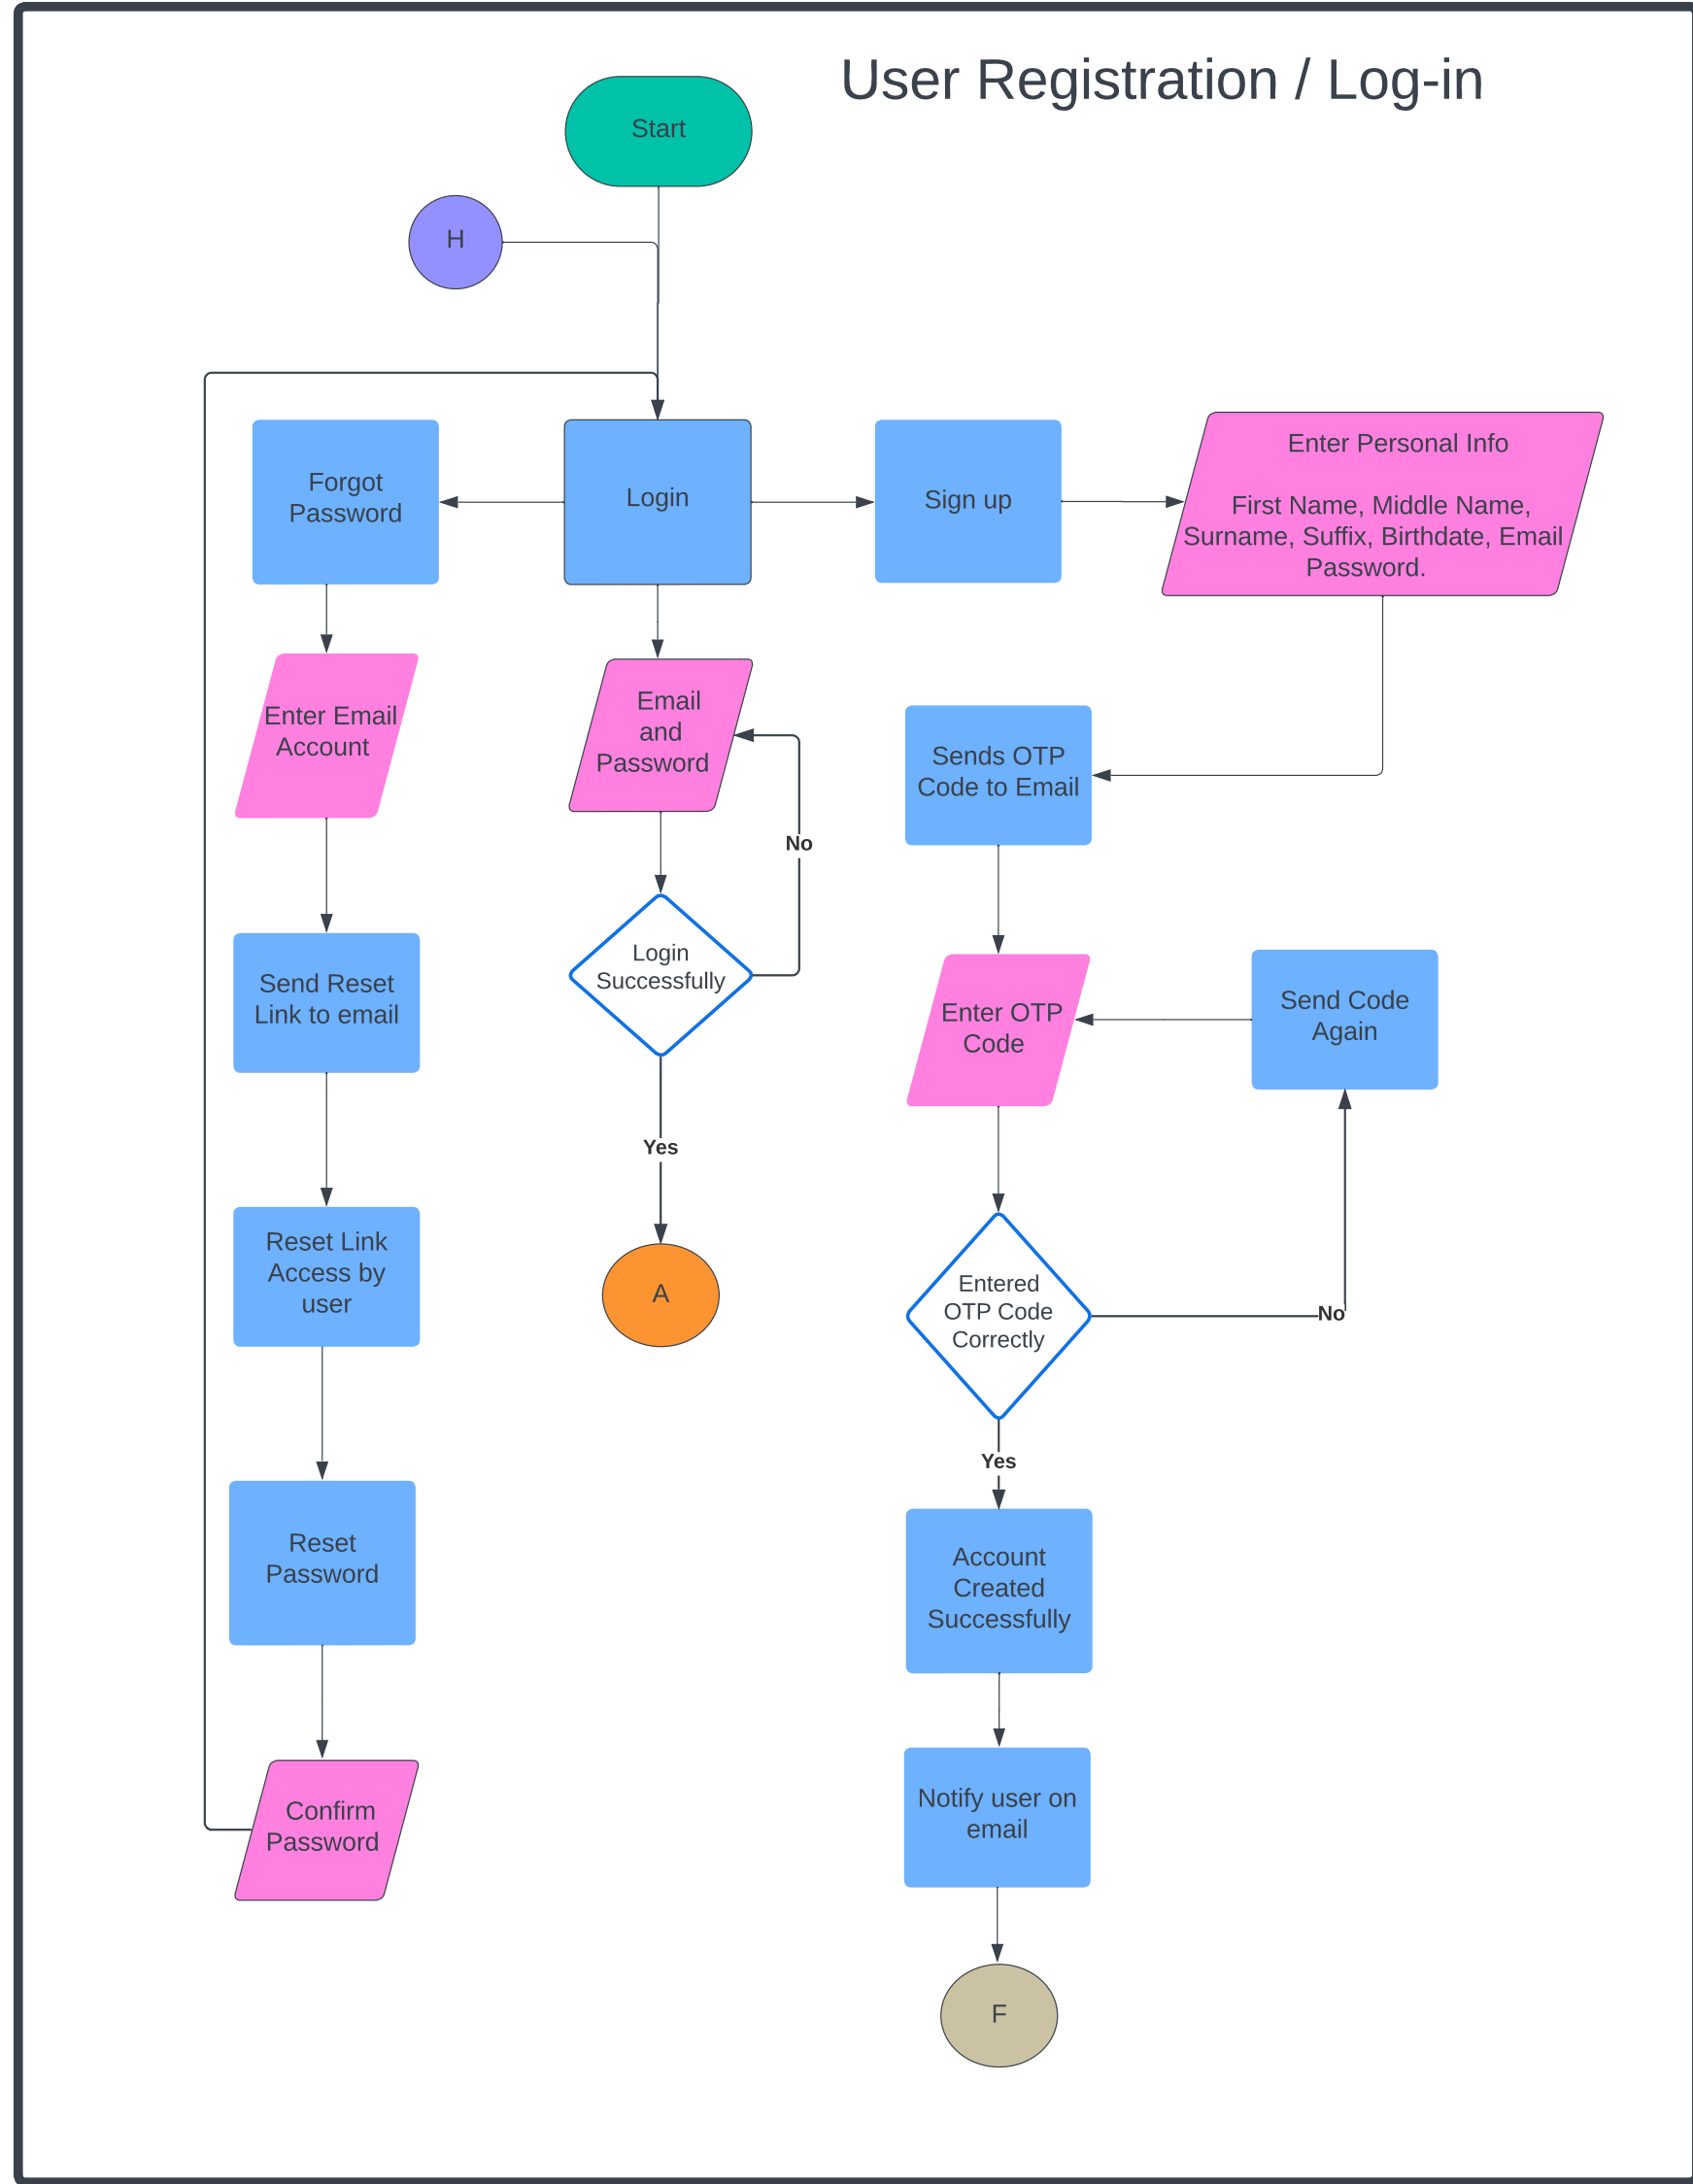 User Registration / Log-in
Start
H
Forgot
Password
Login
Sign up
Enter Personal Info
First Name, Middle Name,
Surname, Suffix, Birthdate, Email
Password.
Enter Email
Account
Email
and
Password
Sends OTP
Code to Email
No
Login
Successfully
Send Reset
Link to email
Enter OTP
Code
Send Code
Again
Yes
Reset Link
Access by
user
A
Entered
OTP Code
Correctly
No
Yes
Reset
Password
Account
Created
Successfully
Confirm
Password
Notify user on
email
F